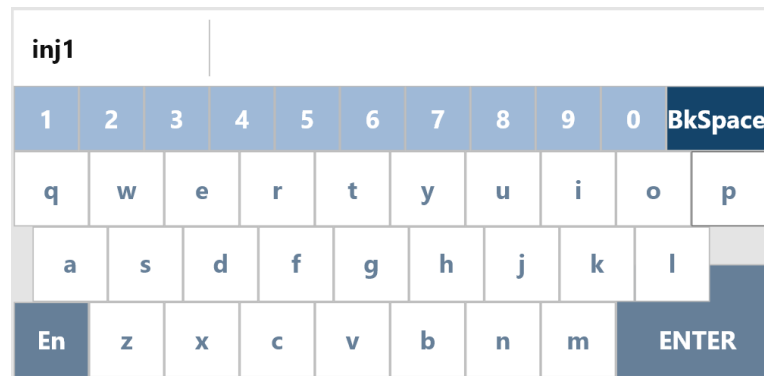 inj1
1 2 3 4 5 6 7 8 9 0 BkSpace
q w e r t y u i o p
a s d f g h j k l
En z x c v b n m ENTER